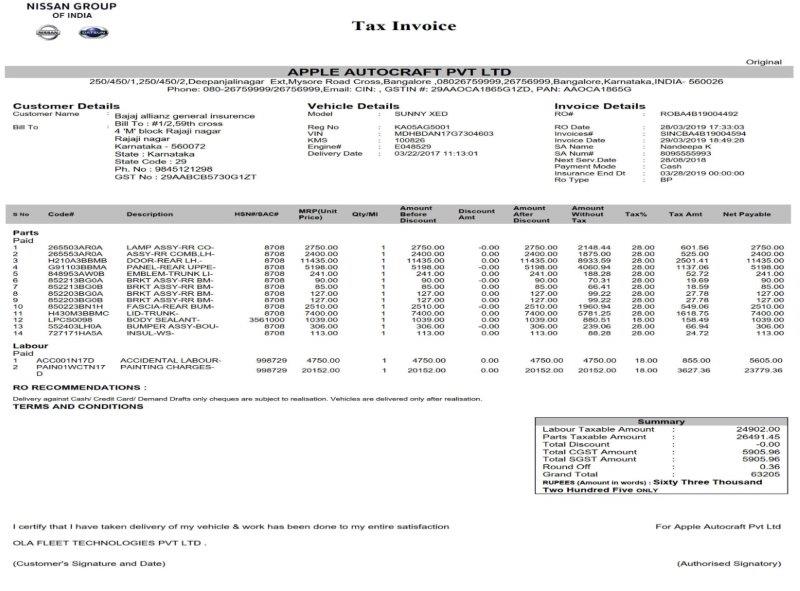 NISSAN GROUP
OF INDIA
NISSAN DATSUN
Tax Invoice
Original
APPLE AUTOCRAFT PVT LTD
250/450/1,250/450/2,Deepanjalinagar Ext,Mysore Road Cross,Bangalore ,08026759999,26756999,Bangalore,Karnataka,INDIA- 560026
Phone: 080-26759999/26756999,Email: CIN: , GSTIN #: 29AAOCA1865G1ZD, PAN: AAOCA1865G
Customer Details
Customer Name : Bajaj allianz general insurance
Bill To : Bill To : #1/2,59th cross
4 'M' block Rajaji nagar
Rajaji nagar
Karnataka - 560072
State : Karnataka
State Code : 29
Ph. No : 9845121298
GST No : 29AABCB5730G1ZT
Vehicle Details
Model : SUNNY XED
Reg No : KA05AG5001
VIN : MDHBDAN17G7304603
KMS : 100826
Engine# : E048529
Delivery Date : 03/22/2017 11:13:01
Invoice Details
RO# : ROBA4B19004492
RO Date : 28/03/2019 17:33:03
Invoices# : SINCBA4B19004594
Invoice Date : 29/03/2019 18:49:28
SA Name : Nandeepa K
SA Num# : 8095553993
Next Serv.Date : 28/08/2018
Payment Mode : Cash
Insurance End Dt : 03/28/2019 00:00:00
Ro Type : BP
S No Code# Description HSN#/SAC# MRP(Unit Price) Qty/Ml Amount Before Discount Discount Amt Amount After Discount Amount Without Tax Tax% Tax Amt Net Payable
Parts
Paid
1 265503AR0A LAMP ASSY-RR CO- 8708 2750.00 1 2750.00 -0.00 2750.00 2148.44 28.00 601.56 2750.00
2 265553AR0A ASSY-RR COMB,LH- 8708 2400.00 1 2400.00 0.00 2400.00 1875.00 28.00 525.00 2400.00
3 H210A3BBMB DOOR-REAR LH.- 8708 11435.00 1 11435.00 0.00 11435.00 8933.59 28.00 2501.41 11435.00
4 G91103BBMA PANEL-REAR UPPE- 8708 5198.00 1 5198.00 -0.00 5198.00 4060.94 28.00 1137.06 5198.00
5 848953AW0B EMBLEM-TRUNK LI- 8708 241.00 1 241.00 0.00 241.00 188.28 28.00 52.72 241.00
6 852213BG0A BRKT ASSY-RR BM- 8708 90.00 1 90.00 -0.00 90.00 70.31 28.00 19.69 90.00
7 852213BG0B BRKT ASSY-RR BM- 8708 85.00 1 85.00 0.00 85.00 66.41 28.00 18.59 85.00
8 852203BG0A BRKT ASSY-RR BM- 8708 127.00 1 127.00 0.00 127.00 99.22 28.00 27.78 127.00
9 852203BG0B BRKT ASSY-RR BM- 8708 127.00 1 127.00 0.00 127.00 99.22 28.00 27.78 127.00
10 850223BN1H FASCIA-REAR BUM- 8708 2510.00 1 2510.00 -0.00 2510.00 1960.94 28.00 549.06 2510.00
11 H430M3BBMC LID-TRUNK- 8708 7400.00 1 7400.00 0.00 7400.00 5781.25 28.00 1618.75 7400.00
12 LPCS0098 BODY SEALANT- 3561000 1039.00 1 1039.00 0.00 1039.00 880.51 18.00 158.49 1039.00
13 552403LH0A BUMPER ASSY-BOU- 8708 306.00 1 306.00 -0.00 306.00 239.06 28.00 66.94 306.00
14 727171HA5A INSUL-WS- 8708 113.00 1 113.00 -0.00 113.00 88.28 28.00 24.72 113.00
Labour
Paid
1 ACC001N17D ACCIDENTAL LABOUR- 998729 4750.00 1 4750.00 0.00 4750.00 4750.00 18.00 855.00 5605.00
2 PAIN01WCTN17D PAINTING CHARGES- 998729 20152.00 1 20152.00 0.00 20152.00 20152.00 18.00 3627.36 23779.36
RO RECOMMENDATIONS :
Delivery against Cash/ Credit Card/ Demand Drafts only cheques are subject to realisation. Vehicles are delivered only after realisation.
TERMS AND CONDITIONS
Summary
Labour Taxable Amount : 24902.00
Parts Taxable Amount : 26491.45
Total Discount : -0.00
Total CGST Amount : 5905.96
Total SGST Amount : 5905.96
Round Off : 0.36
Grand Total : 63205
RUPEES (Amount in words) : Sixty Three Thousand
Two Hundred Five ONLY
I certify that I have taken delivery of my vehicle & work has been done to my entire satisfaction
For Apple Autocraft Pvt Ltd
OLA FLEET TECHNOLOGIES PVT LTD .
(Customer's Signature and Date)
(Authorised Signatory)